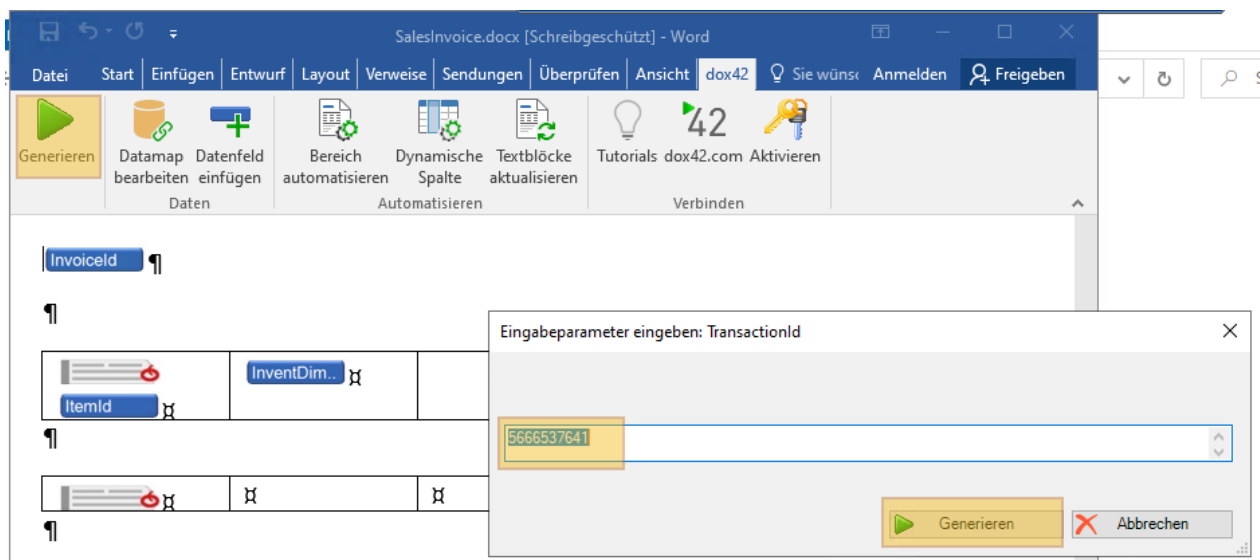 SalesInvoice.docx [Schreibgeschützt] - Word
Datei Start Einfügen Entwurf Layout Verweise Sendungen Überprüfen Ansicht dox42 Sie wünsc Anmelden Freigeben
Generieren Datamap bearbeiten Datenfeld einfügen Bereich automatisieren Dynamische Spalte Textblöcke aktualisieren Tutorials 42 dox42.com Aktivieren
Daten Automatisieren Verbinden
InvoiceId ¶
¶
Eingabeparameter eingeben: TransactionId
InventDim.. ¤
ItemId ¤
¶
5666537641
¤ ¤ ¤
¶
Generieren Abbrechen